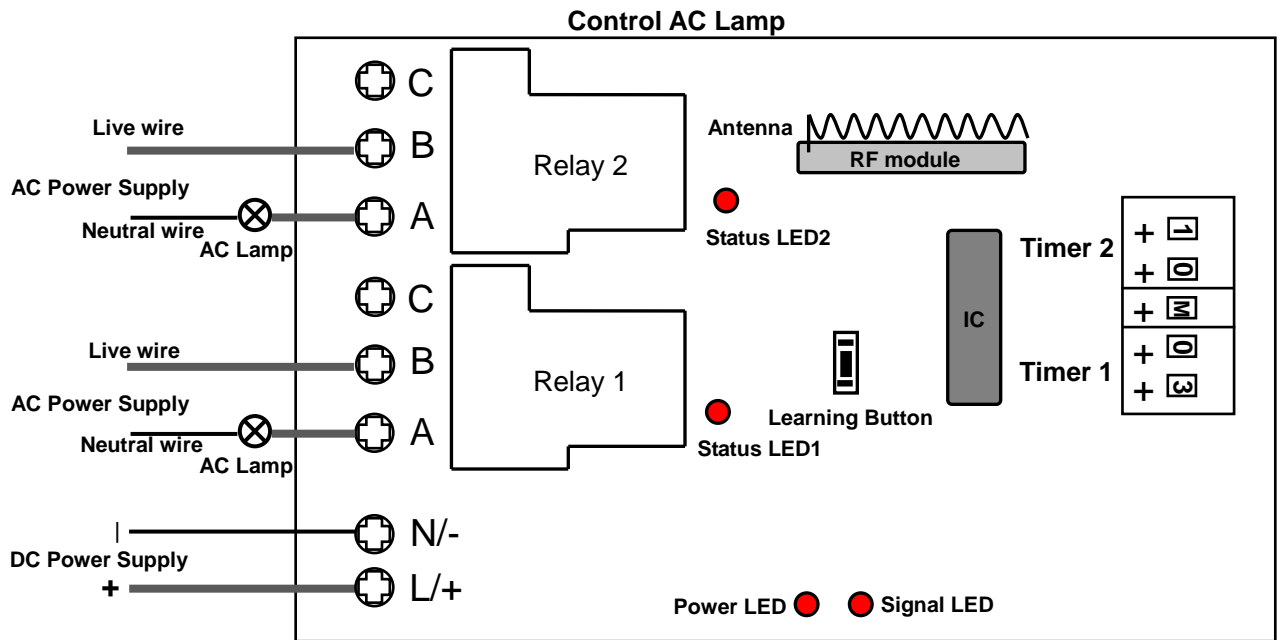 Control AC Lamp
C
Live wire
B
AC Power Supply
Neutral wire
A
AC Lamp
Relay 2
Antenna
RF module
Status LED2
Timer 2
+ 1
+ 0
+ M
+ 0
+ 3
Timer 1
IC
C
Live wire
B
AC Power Supply
Neutral wire
A
AC Lamp
Relay 1
Learning Button
Status LED1
| N/-
DC Power Supply
+ L/+
Power LED
Signal LED